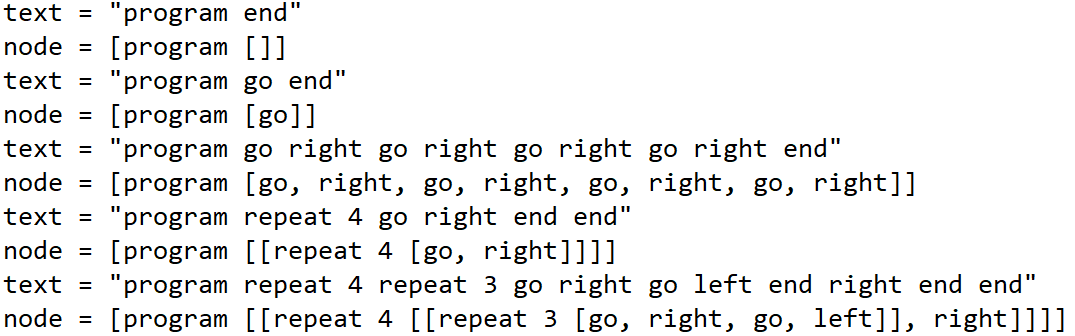 text = "program end"
node = [program []]
text = "program go end"
node = [program [go]]
text = "program go right go right go right go right end"
node = [program [go, right, go, right, go, right, go, right]]
text = "program repeat 4 go right end end"
node = [program [[repeat 4 [go, right]]]]
text = "program repeat 4 repeat 3 go right go left end right end end"
node = [program [[repeat 4 [[repeat 3 [go, right, go, left]], right]]]]